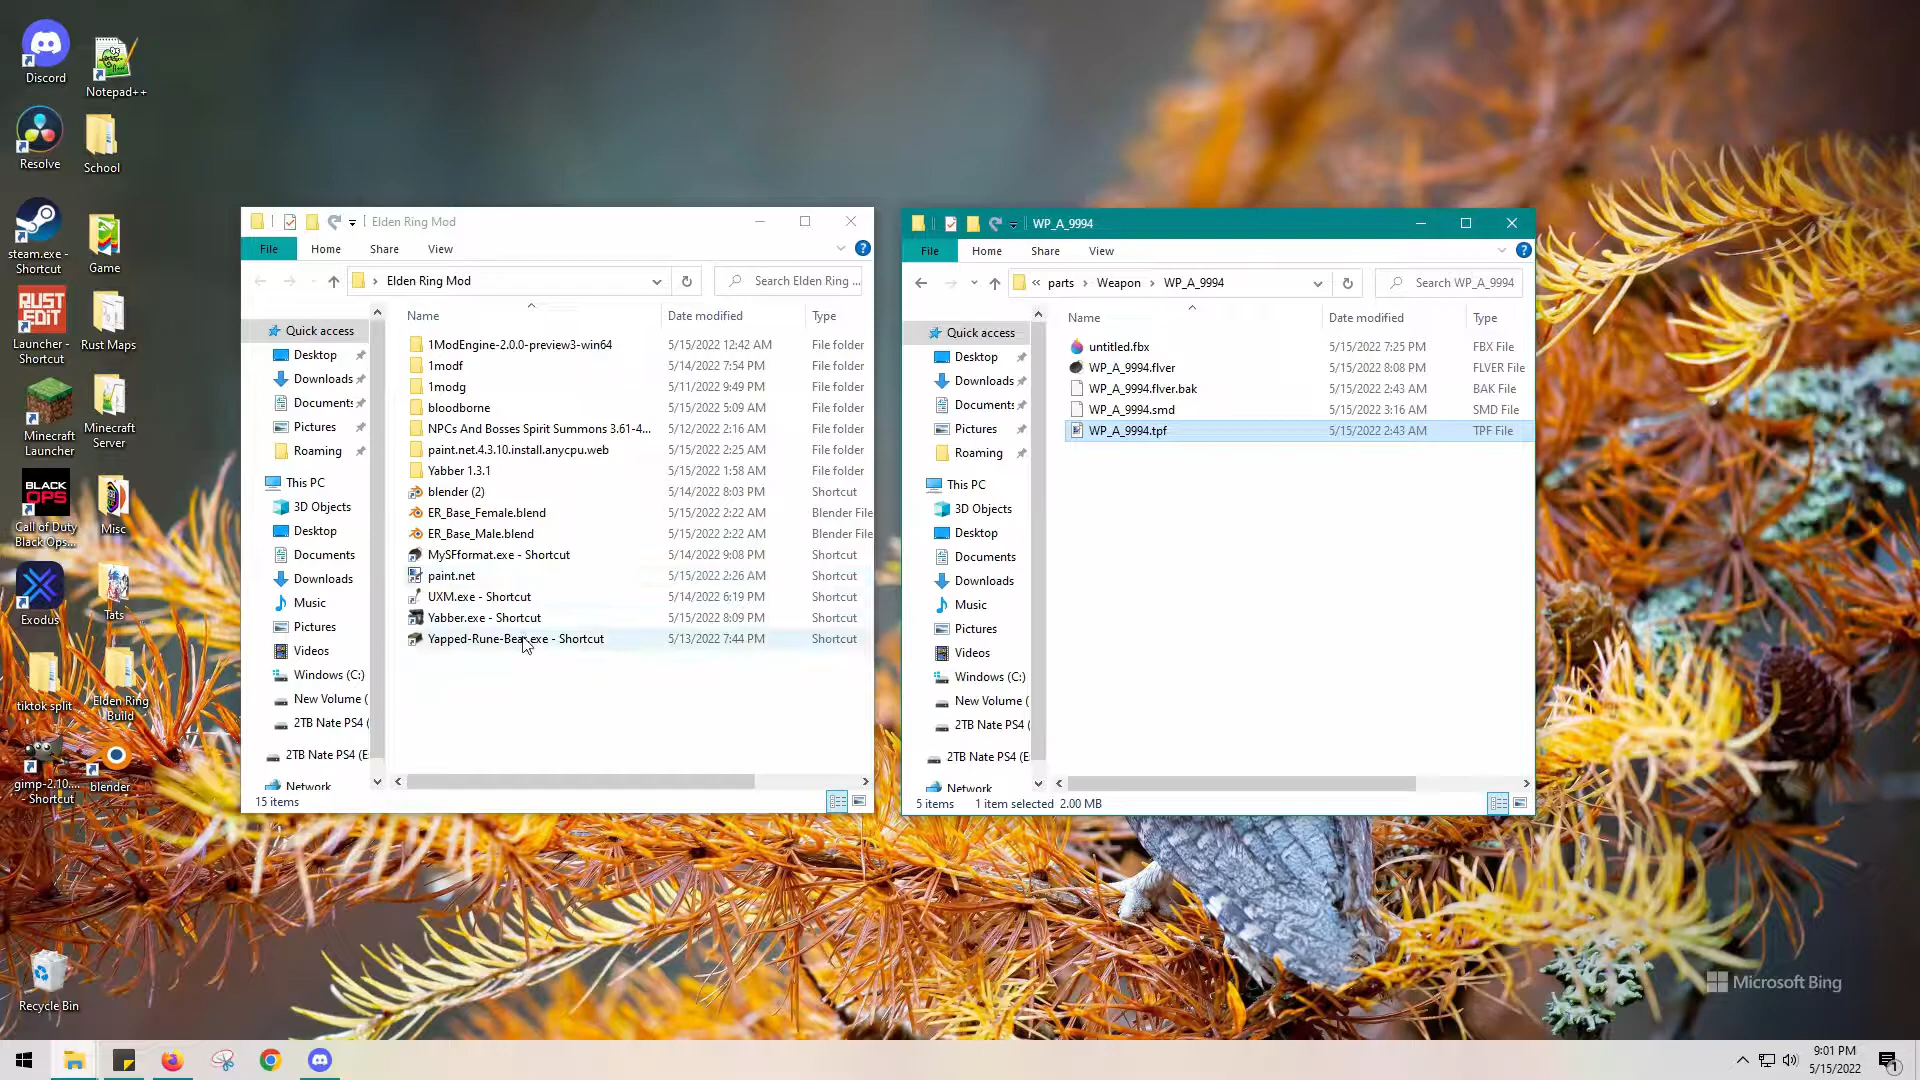 Discord
Notepad++
Resolve
School
steam.exe -
Shortcut
Game
RUST
EDIT
Launcher -
Shortcut
Rust Maps
Minecraft
Launcher
Minecraft
Server
BLACK
OPS
Call of Duty
Black Ops...
Misc
Exodus
Tats
tiktok split
Elden Ring
Build
gimp-2.10....
- Shortcut
blender
Recycle Bin
Elden Ring Mod
File
Home
Share
View
Elden Ring Mod
Search Elden Ring ...
Name
Date modified
Type
Quick access
Desktop
Downloads
Documents
Pictures
Roaming
This PC
3D Objects
Desktop
Documents
Downloads
Music
Pictures
Videos
Windows (C:)
New Volume (
2TB Nate PS4 (
2TB Nate PS4 (E
Network
1ModEngine-2.0.0-preview3-win64 5/15/2022 12:42 AM File folder
1modf 5/14/2022 7:54 PM File folder
1modg 5/11/2022 9:49 PM File folder
bloodborne 5/15/2022 5:09 AM File folder
NPCs And Bosses Spirit Summons 3.61-4... 5/12/2022 2:16 AM File folder
paint.net.4.3.10.install.anycpu.web 5/15/2022 2:25 AM File folder
Yabber 1.3.1 5/15/2022 1:58 AM File folder
blender (2) 5/14/2022 8:03 PM Shortcut
ER_Base_Female.blend 5/15/2022 2:22 AM Blender File
ER_Base_Male.blend 5/15/2022 2:22 AM Blender File
MySFformat.exe - Shortcut 5/14/2022 9:08 PM Shortcut
paint.net 5/15/2022 2:26 AM Shortcut
UXM.exe - Shortcut 5/14/2022 6:19 PM Shortcut
Yabber.exe - Shortcut 5/15/2022 8:09 PM Shortcut
Yapped-Rune-Bear.exe - Shortcut 5/13/2022 7:44 PM Shortcut
15 items
WP_A_9994
File
Home
Share
View
« parts > Weapon > WP_A_9994
Search WP_A_9994
Name
Date modified
Type
Quick access
Desktop
Downloads
Documents
Pictures
Roaming
This PC
3D Objects
Desktop
Documents
Downloads
Music
Pictures
Videos
Windows (C:)
New Volume (
2TB Nate PS4 (
2TB Nate PS4 (E
Network
untitled.fbx 5/15/2022 7:25 PM FBX File
WP_A_9994.flver 5/15/2022 8:08 PM FLVER File
WP_A_9994.flver.bak 5/15/2022 2:43 AM BAK File
WP_A_9994.smd 5/15/2022 3:16 AM SMD File
WP_A_9994.tpf 5/15/2022 2:43 AM TPF File
5 items 1 item selected 2.00 MB
Microsoft Bing
9:01 PM
5/15/2022
1